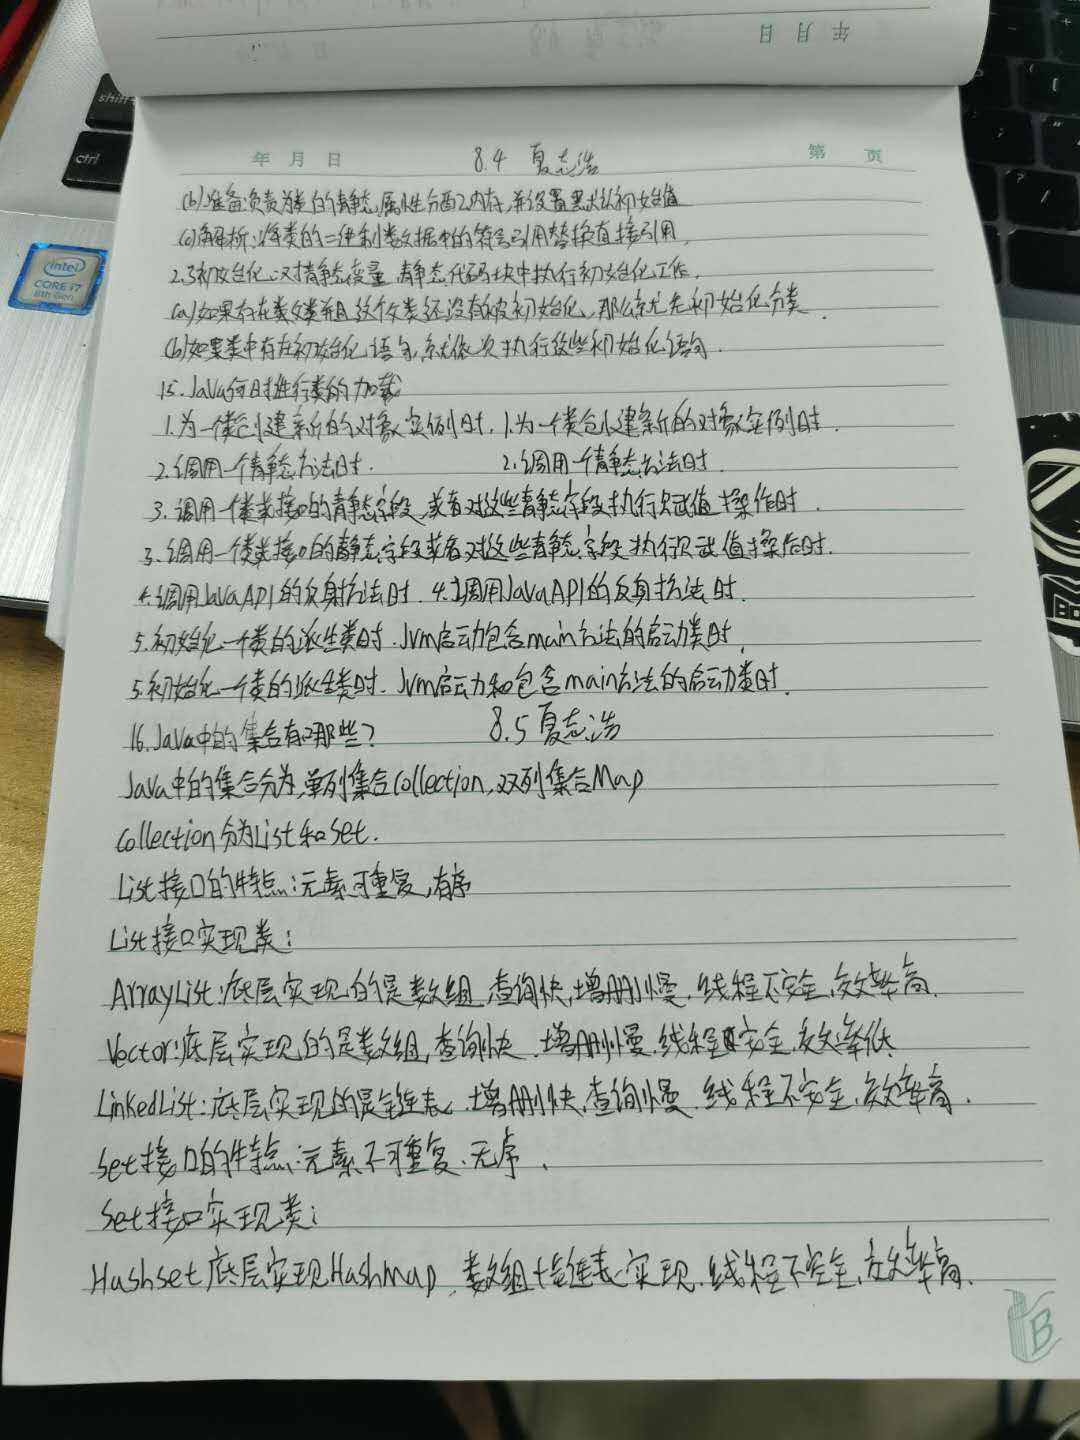 年 月 日
年 月 日 8.4 夏志浩 第 页
(b)准备:负责为类的静态属性分配内存,并设置默认初始值
(c)解析:将类的二进制数据中的符号引用替换直接引用.
2.3初始化:对静态变量,静态代码块中执行初始化工作.
(a)如果存在类父类并且这个父类还没有被初始化,那么就先初始化父类.
(b)如果类中存在初始化语句,就依次执行这些初始化语句.
15.Java何时进行类的加载
1.为一类创建新的对象实例时. 1.为一类创建新的对象实例时.
2.调用一个静态方法时. 2.调用一个静态方法时.
3.调用一类或接口的静态字段,或者对这些静态字段执行赋值操作时.
3.调用一类或接口的静态字段或者对这些静态字段执行赋值操作时.
4.调用JavaAPI的反射方法时. 4.调用JavaAPI的反射方法时.
5.初始化一个类的派生类时.Jvm启动包含main方法的启动类时.
5.初始化一个类的派生类时.Jvm启动和包含main方法的启动类时.
16.Java中的集合有哪些? 8.5夏志浩
Java中的集合分为,单列集合Collection,双列集合Map
Collection分为List和Set.
List接口的特点:元素可重复,有序
List接口实现类:
ArrayList:底层实现的是数组,查询快,增删慢,线程不安全,效率高.
Vector:底层实现的是数组,查询快.增删慢.线程安全,效率低
LinkedList:底层实现的是链表,增删快,查询慢.线程不安全,效率高.
Set接口的特点:元素不可重复.无序.
Set接口实现类:
Hashset底层实现HashMap,数组+链表实现.线程不安全,效率高.
shift
ctrl
intel
CORE i7
8th Gen
B